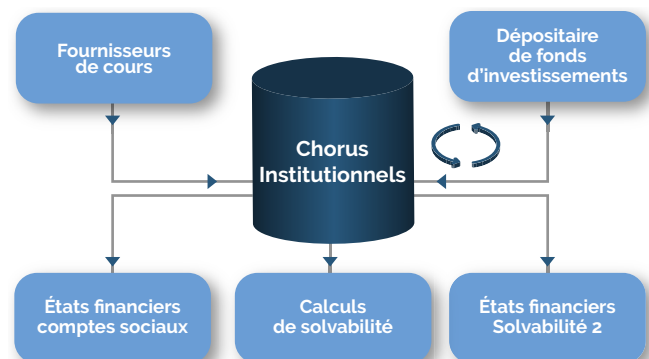 Fournisseurs
de cours
Dépositaire
de fonds
d'investissements
Chorus
Institutionnels
États financiers
comptes sociaux
Calculs
de solvabilité
États financiers
Solvabilité 2